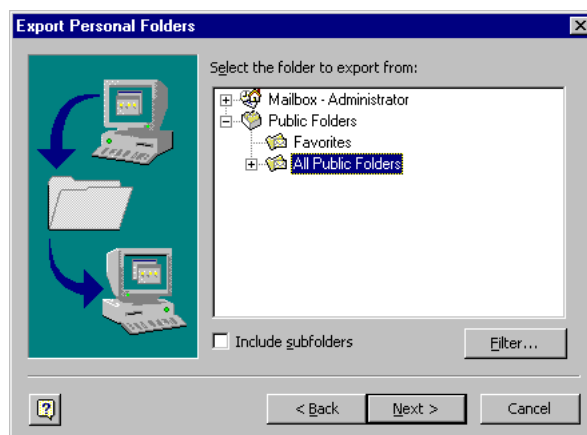 Export Personal Folders
Select the folder to export from:
Mailbox - Administrator
Public Folders
Favorites
All Public Folders
Include subfolders
Filter...
< Back
Next >
Cancel